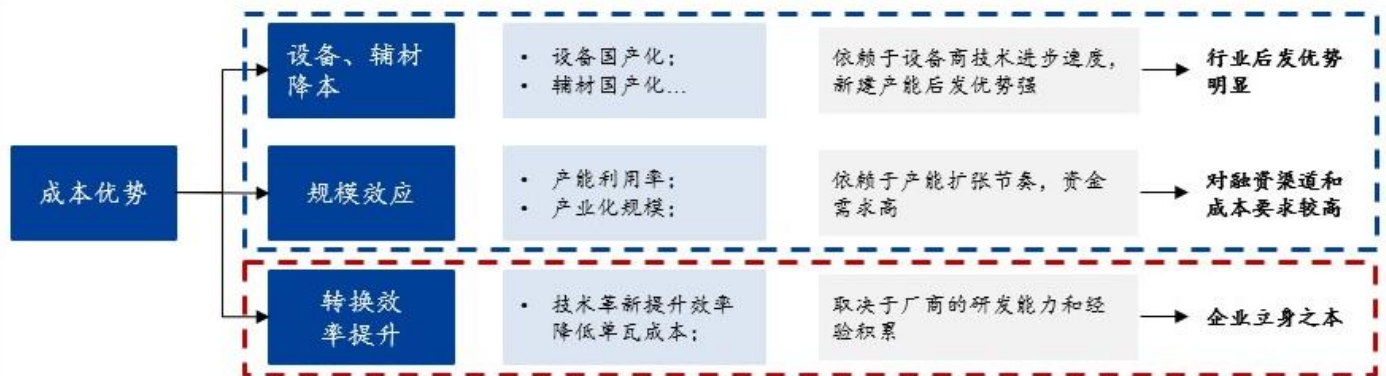 设备、辅材
降本
• 设备国产化;
• 辅材国产化...
依赖于设备商技术进步速度,
新建产能后发优势强
行业后发优势
明显
成本优势
规模效应
• 产能利用率;
• 产业化规模;
依赖于产能扩张节奏, 资金
需求高
对融资渠道和
成本要求较高
转换效
率提升
• 技术革新提升效率
降低单瓦成本;
取决于厂商的研发能力和经
验积累
企业立身之本